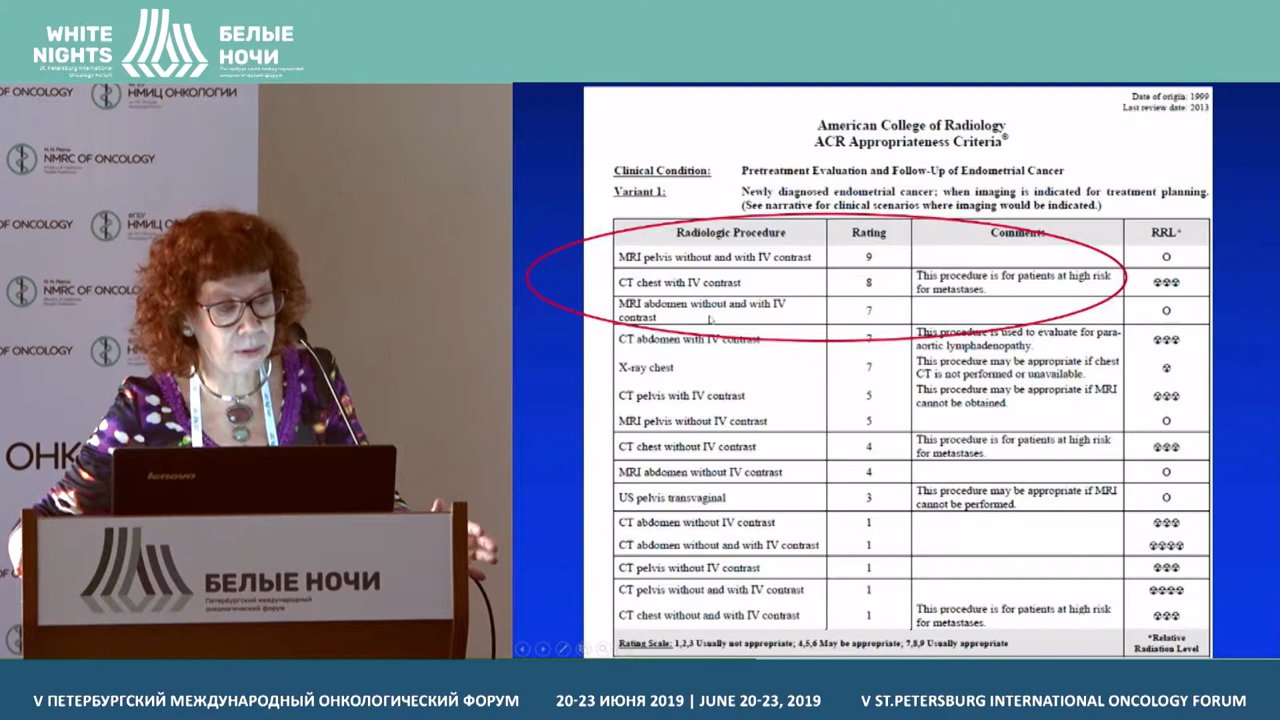 WHITE
NIGHTS
St. Petersburg International
Oncology Forum
БЕЛЫЕ
НОЧИ
Петербургский международный
онкологический форум
OF ONCOLOGY
НМИЦ ОНКОЛОГИИ
NMRC OF ONCOLOGY
OF ONCOLOGY
NMRC OF ONCOLOGY
OF ONCOLOGY
ОНК
lenovo
БЕЛЫЕ НОЧИ
Петербургский международный
онкологический форум
Date of origin: 1999
Last review date: 2013
American College of Radiology
ACR Appropriateness Criteria®
Clinical Condition: Pretreatment Evaluation and Follow-Up of Endometrial Cancer
Variant 1: Newly diagnosed endometrial cancer; when imaging is indicated for treatment planning.
(See narrative for clinical scenarios where imaging would be indicated.)
Radiologic Procedure Rating Comments RRL*
MRI pelvis without and with IV contrast 9 O
CT chest with IV contrast 8 This procedure is for patients at high risk
for metastases.
MRI abdomen without and with IV
contrast 7 O
CT abdomen with IV contrast 7 This procedure is used to evaluate for para-
aortic lymphadenopathy.
X-ray chest 7 This procedure may be appropriate if chest
CT is not performed or unavailable.
CT pelvis with IV contrast 5 This procedure may be appropriate if MRI
cannot be obtained.
MRI pelvis without IV contrast 5 O
CT chest without IV contrast 4 This procedure is for patients at high risk
for metastases.
MRI abdomen without IV contrast 4 O
US pelvis transvaginal 3 This procedure may be appropriate if MRI O
cannot be performed.
CT abdomen without IV contrast 1
CT abdomen without and with IV contrast 1
CT pelvis without IV contrast 1
CT pelvis without and with IV contrast 1
CT chest without and with IV contrast 1 This procedure is for patients at high risk
for metastases.
Rating Scale: 1,2,3 Usually not appropriate; 4,5,6 May be appropriate; 7,8,9 Usually appropriate
*Relative
Radiation Level
V ПЕТЕРБУРГСКИЙ МЕЖДУНАРОДНЫЙ ОНКОЛОГИЧЕСКИЙ ФОРУМ 20-23 ИЮНЯ 2019 | JUNE 20-23, 2019 V ST.PETERSBURG INTERNATIONAL ONCOLOGY FORUM